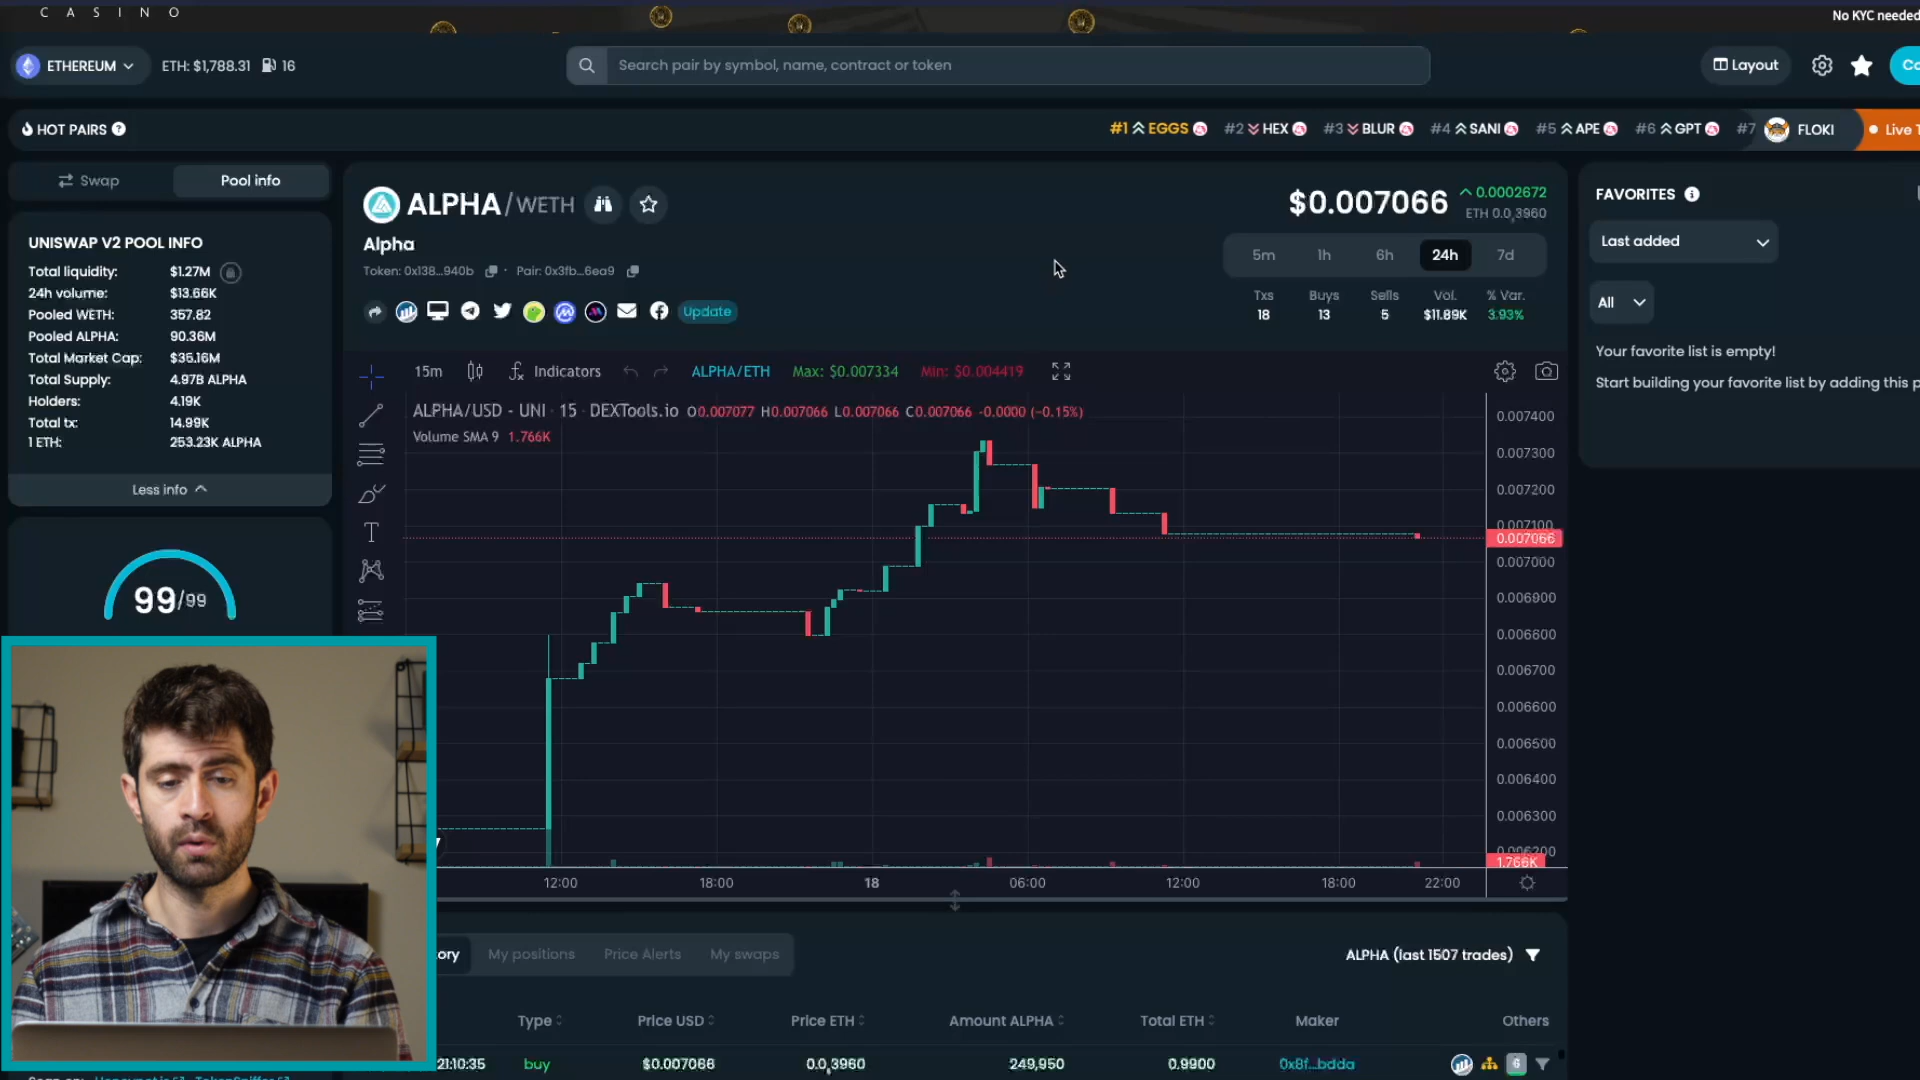 CASINO
No KYC needed
ETHEREUM
ETH: $1,788.31
16
Search pair by symbol, name, contract or token
Layout
HOT PAIRS
#1 EGGS
#2 HEX
#3 BLUR
#4 SANI
#5 APE
#6 GPT
#7 FLOKI
Live
Swap
Pool info
UNISWAP V2 POOL INFO
Total liquidity: $1.27M
24h volume: $13.66K
Pooled WETH: 357.82
Pooled ALPHA: 90.36M
Total Market Cap: $35.16M
Total Supply: 4.97B ALPHA
Holders: 4.19K
Total tx: 14.99K
1 ETH: 253.23K ALPHA
Less info
99/99
ALPHA/WETH
Alpha
Token: 0x138...940b · Pair: 0x3fb...6ea9
Update
$0.007066
0.0002672
ETH 0.0₃3960
5m 1h 6h 24h 7d
Txs Buys Sells Vol. % Var.
18 13 5 $11.89K 3.93%
FAVORITES
Last added
All
Your favorite list is empty!
Start building your favorite list by adding this
15m
Indicators
ALPHA/ETH
Max: $0.007334
Min: $0.004419
ALPHA/USD - UNI · 15 · DEXTools.io O0.007077 H0.007066 L0.007066 C0.007066 -0.0000 (-0.15%)
Volume SMA 9 1.766K
0.007400
0.007300
0.007200
0.007100
0.007066
0.007000
0.006900
0.006800
0.006700
0.006600
0.006500
0.006400
0.006300
0.006200
1.766K
12:00 18:00 18 06:00 12:00 18:00 22:00
My positions
Price Alerts
My swaps
ALPHA (last 1507 trades)
Type Price USD Price ETH Amount ALPHA Total ETH Maker Others
21:10:35 buy $0.007066 0.0₃3960 249,950 0.9900 0x8f...bdda
6